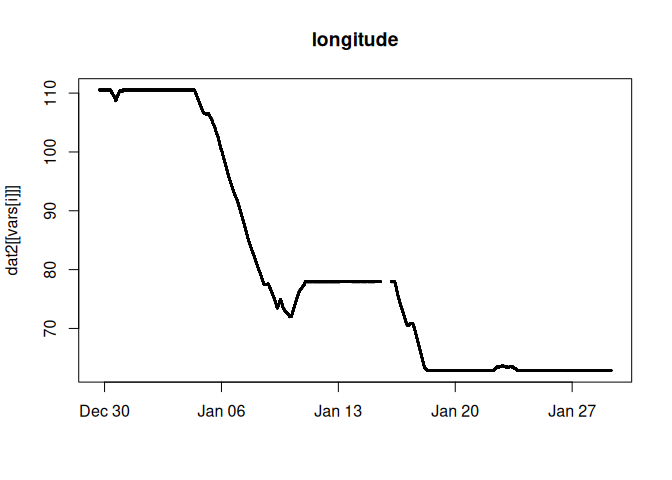 longitude
dat2[[vars[i]]]
110
100
90
80
70
Dec 30
Jan 06
Jan 13
Jan 20
Jan 27